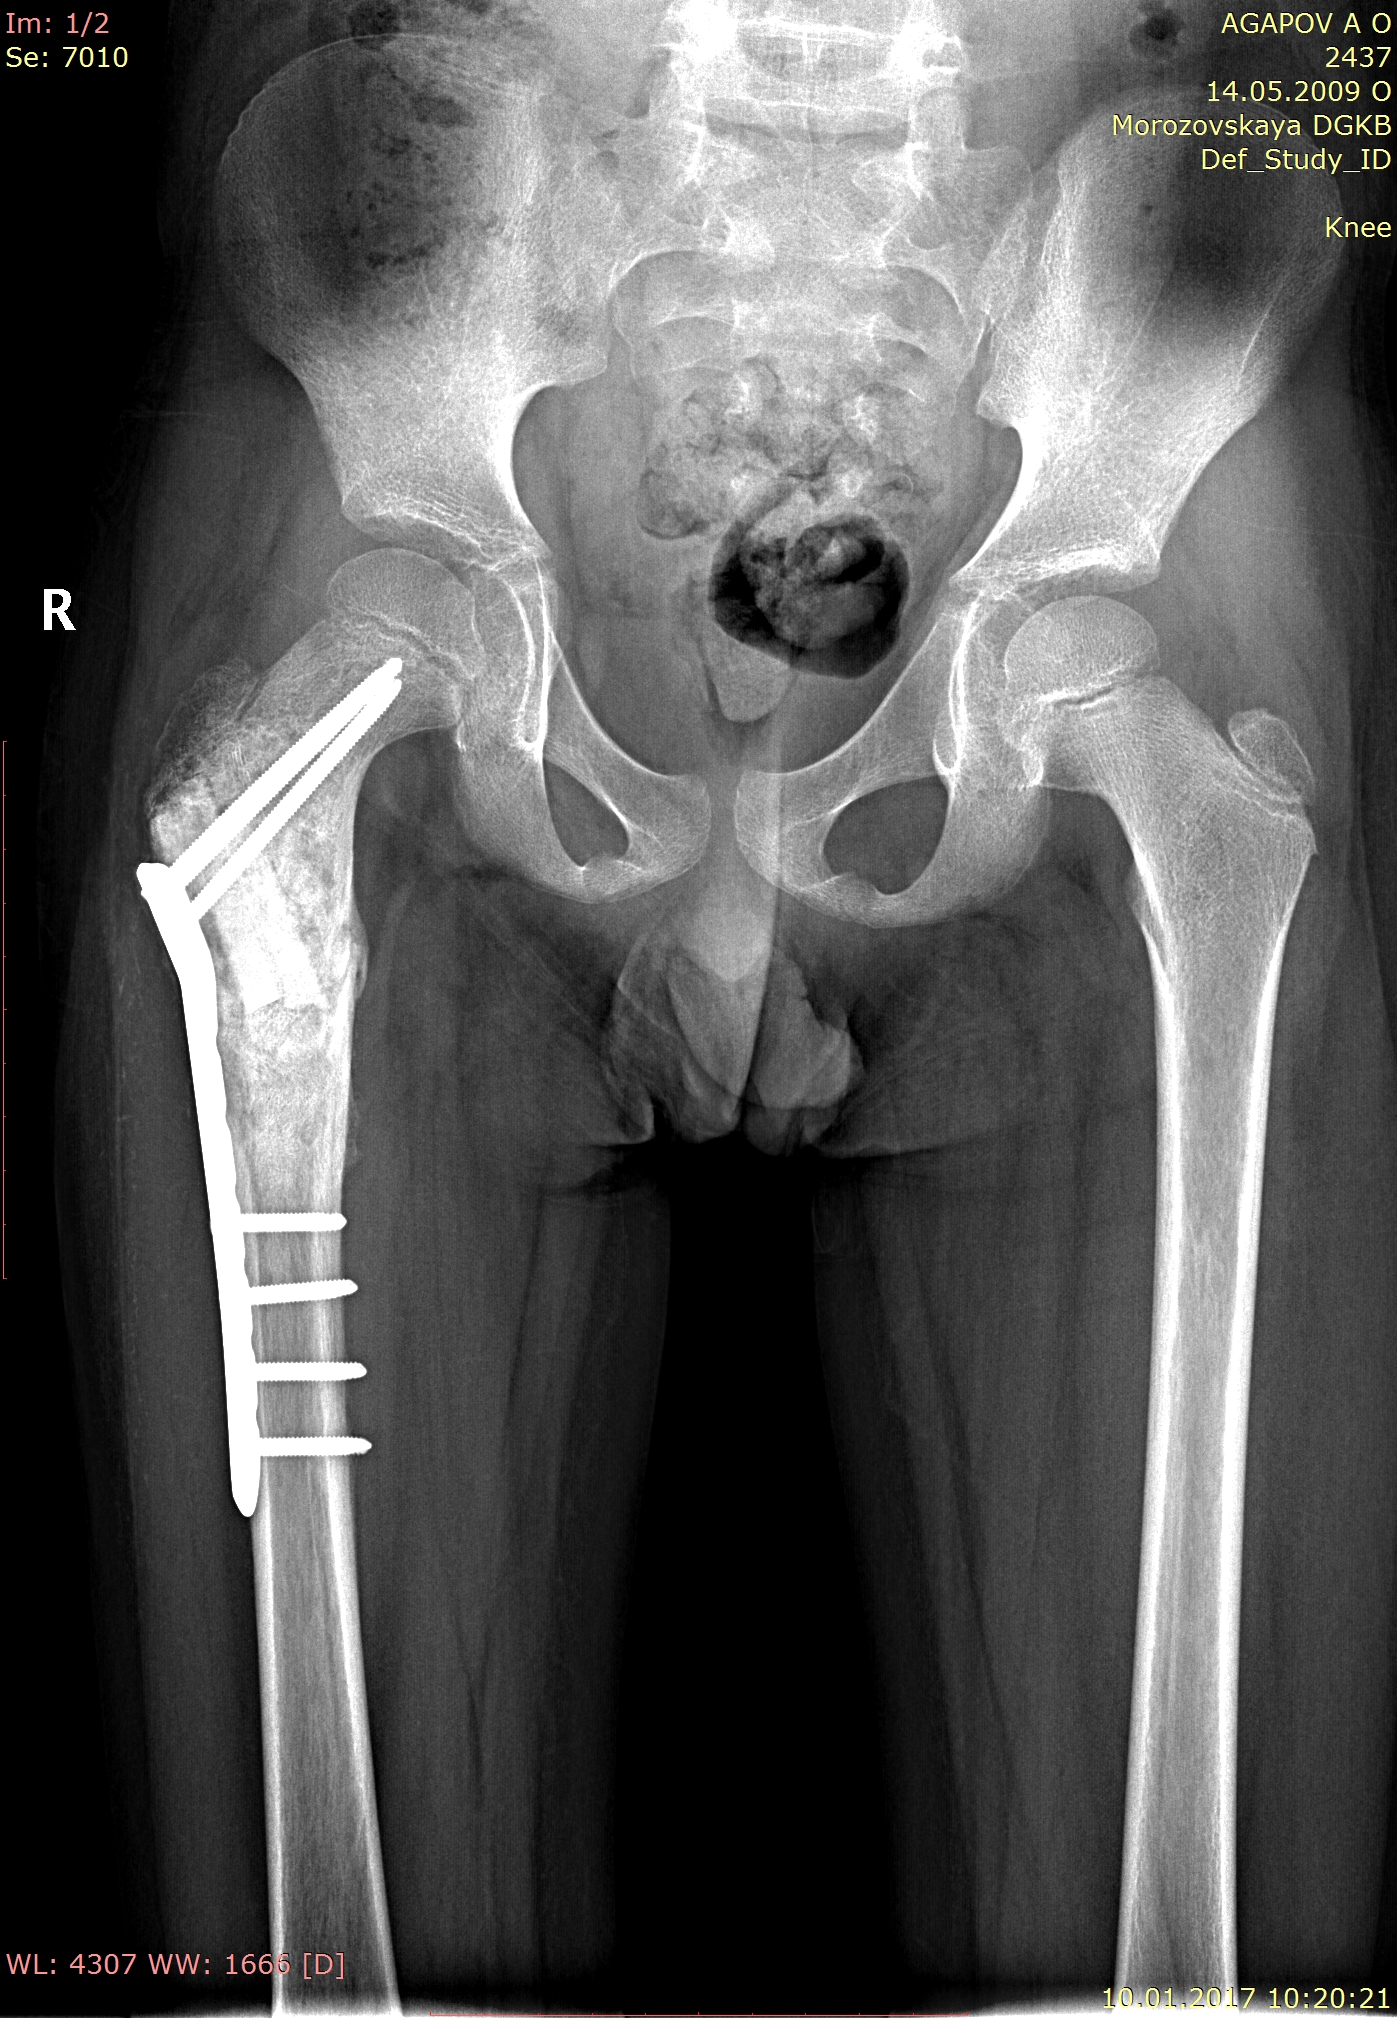 Im: 1/2
Se: 7010
AGAPOV A O
2437
14.05.2009 O
Morozovskaya DGKB
Def_Study_ID
Knee
R
WL: 4307 WW: 1666 [D]
10.01.2017 10:20:21